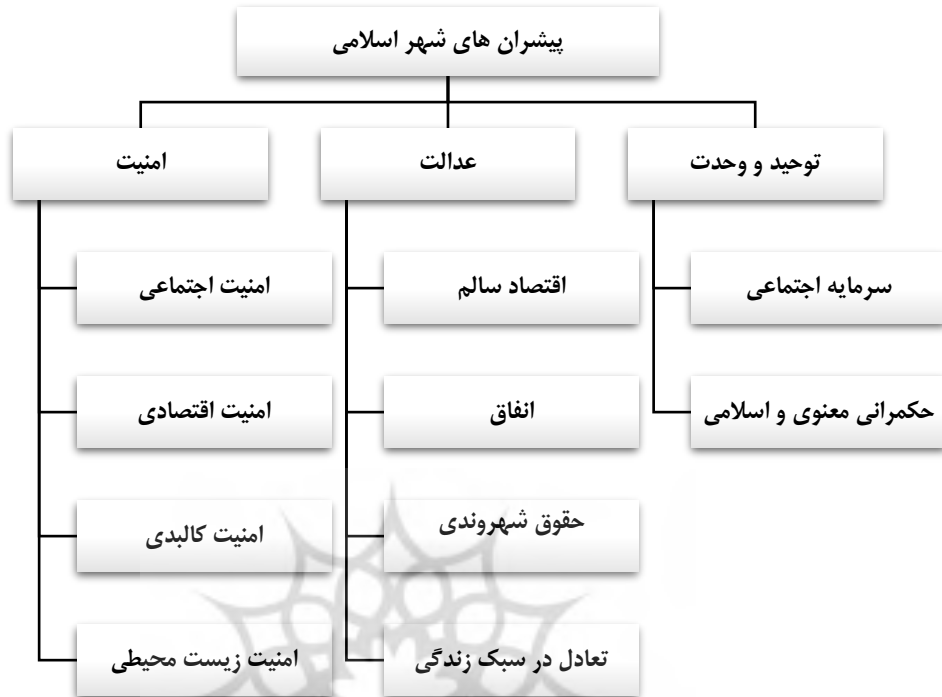 پیشران های شهر اسلامی
توحید و وحدت
عدالت
امنیت
سرمایه اجتماعی
اقتصاد سالم
امنیت اجتماعی
حکمرانی معنوی و اسلامی
انفاق
امنیت اقتصادی
حقوق شهروندی
امنیت کالبدی
تعادل در سبک زندگی
امنیت زیست محیطی